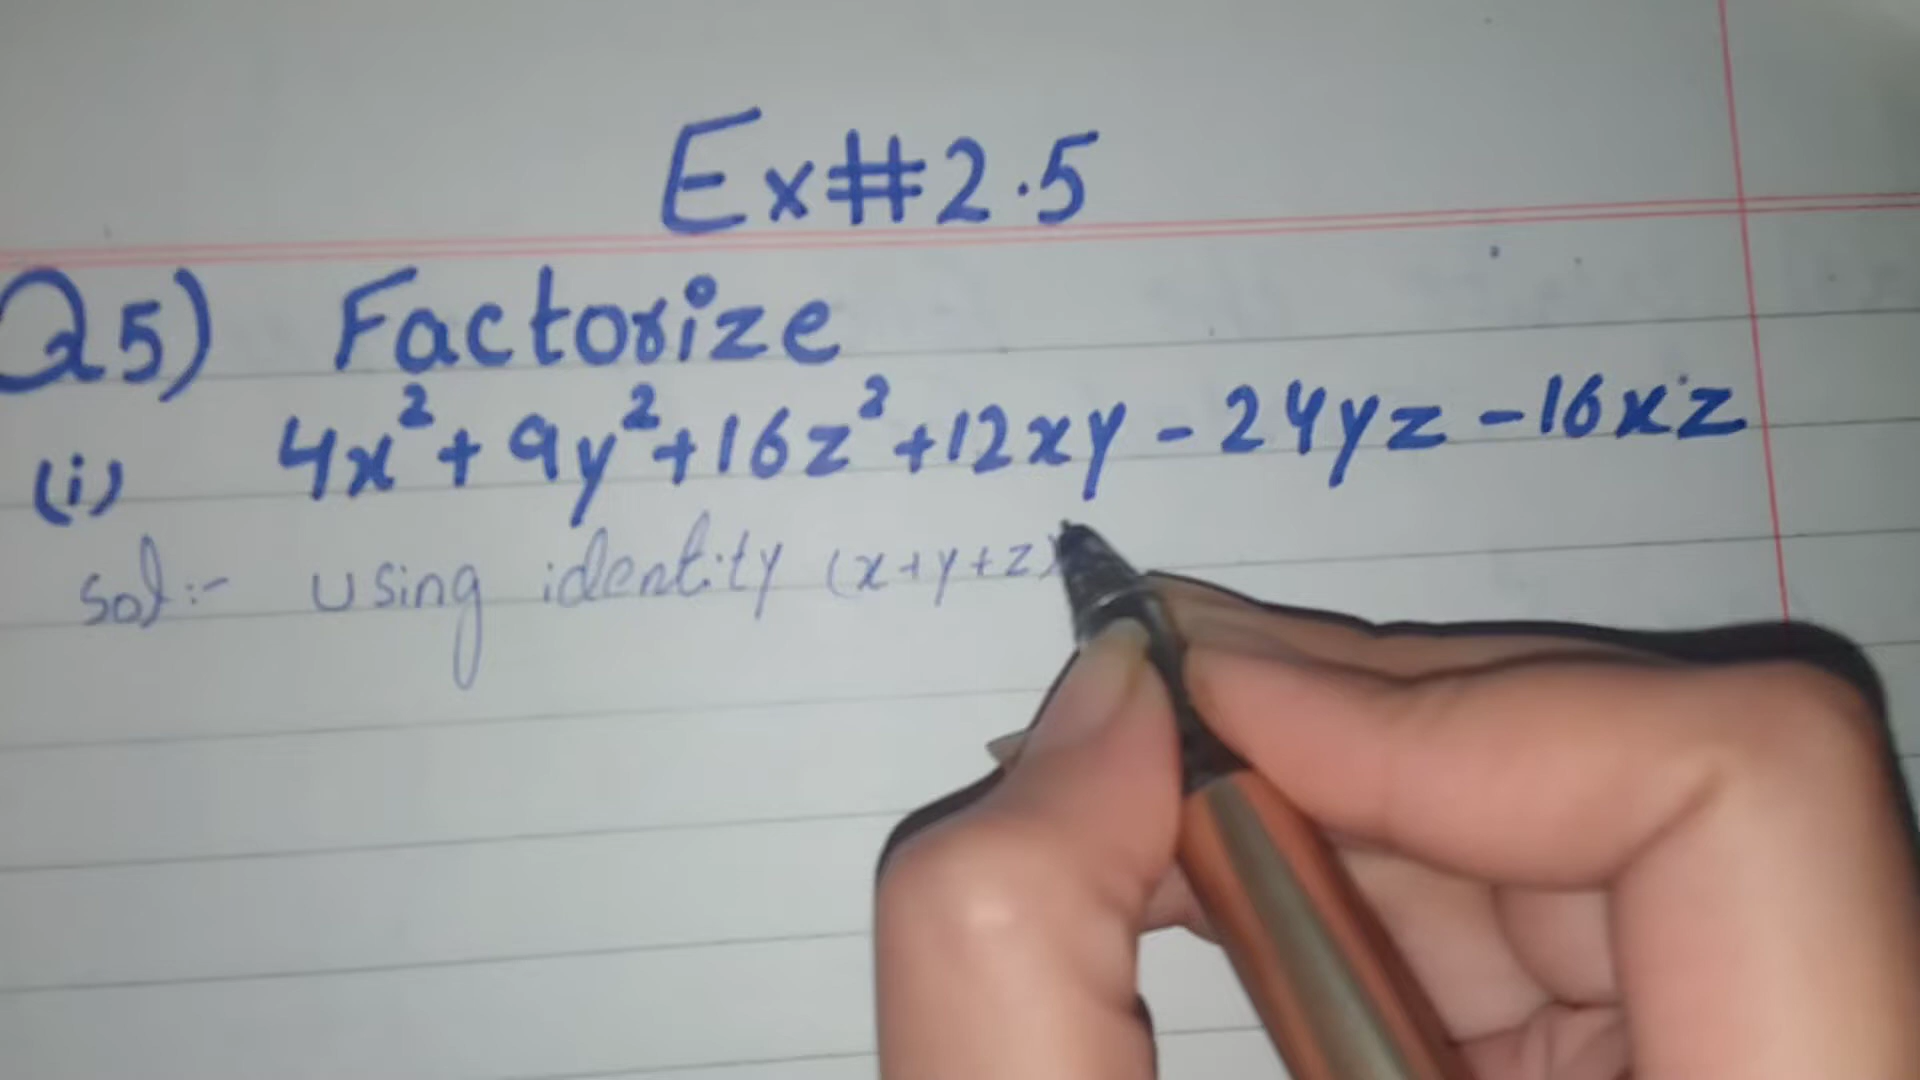 Ex#2.5
Q5) Factorize
(i) 4x²+9y²+16z²+12xy-24yz-16xz
Sol:- Using identity (x+y+z)